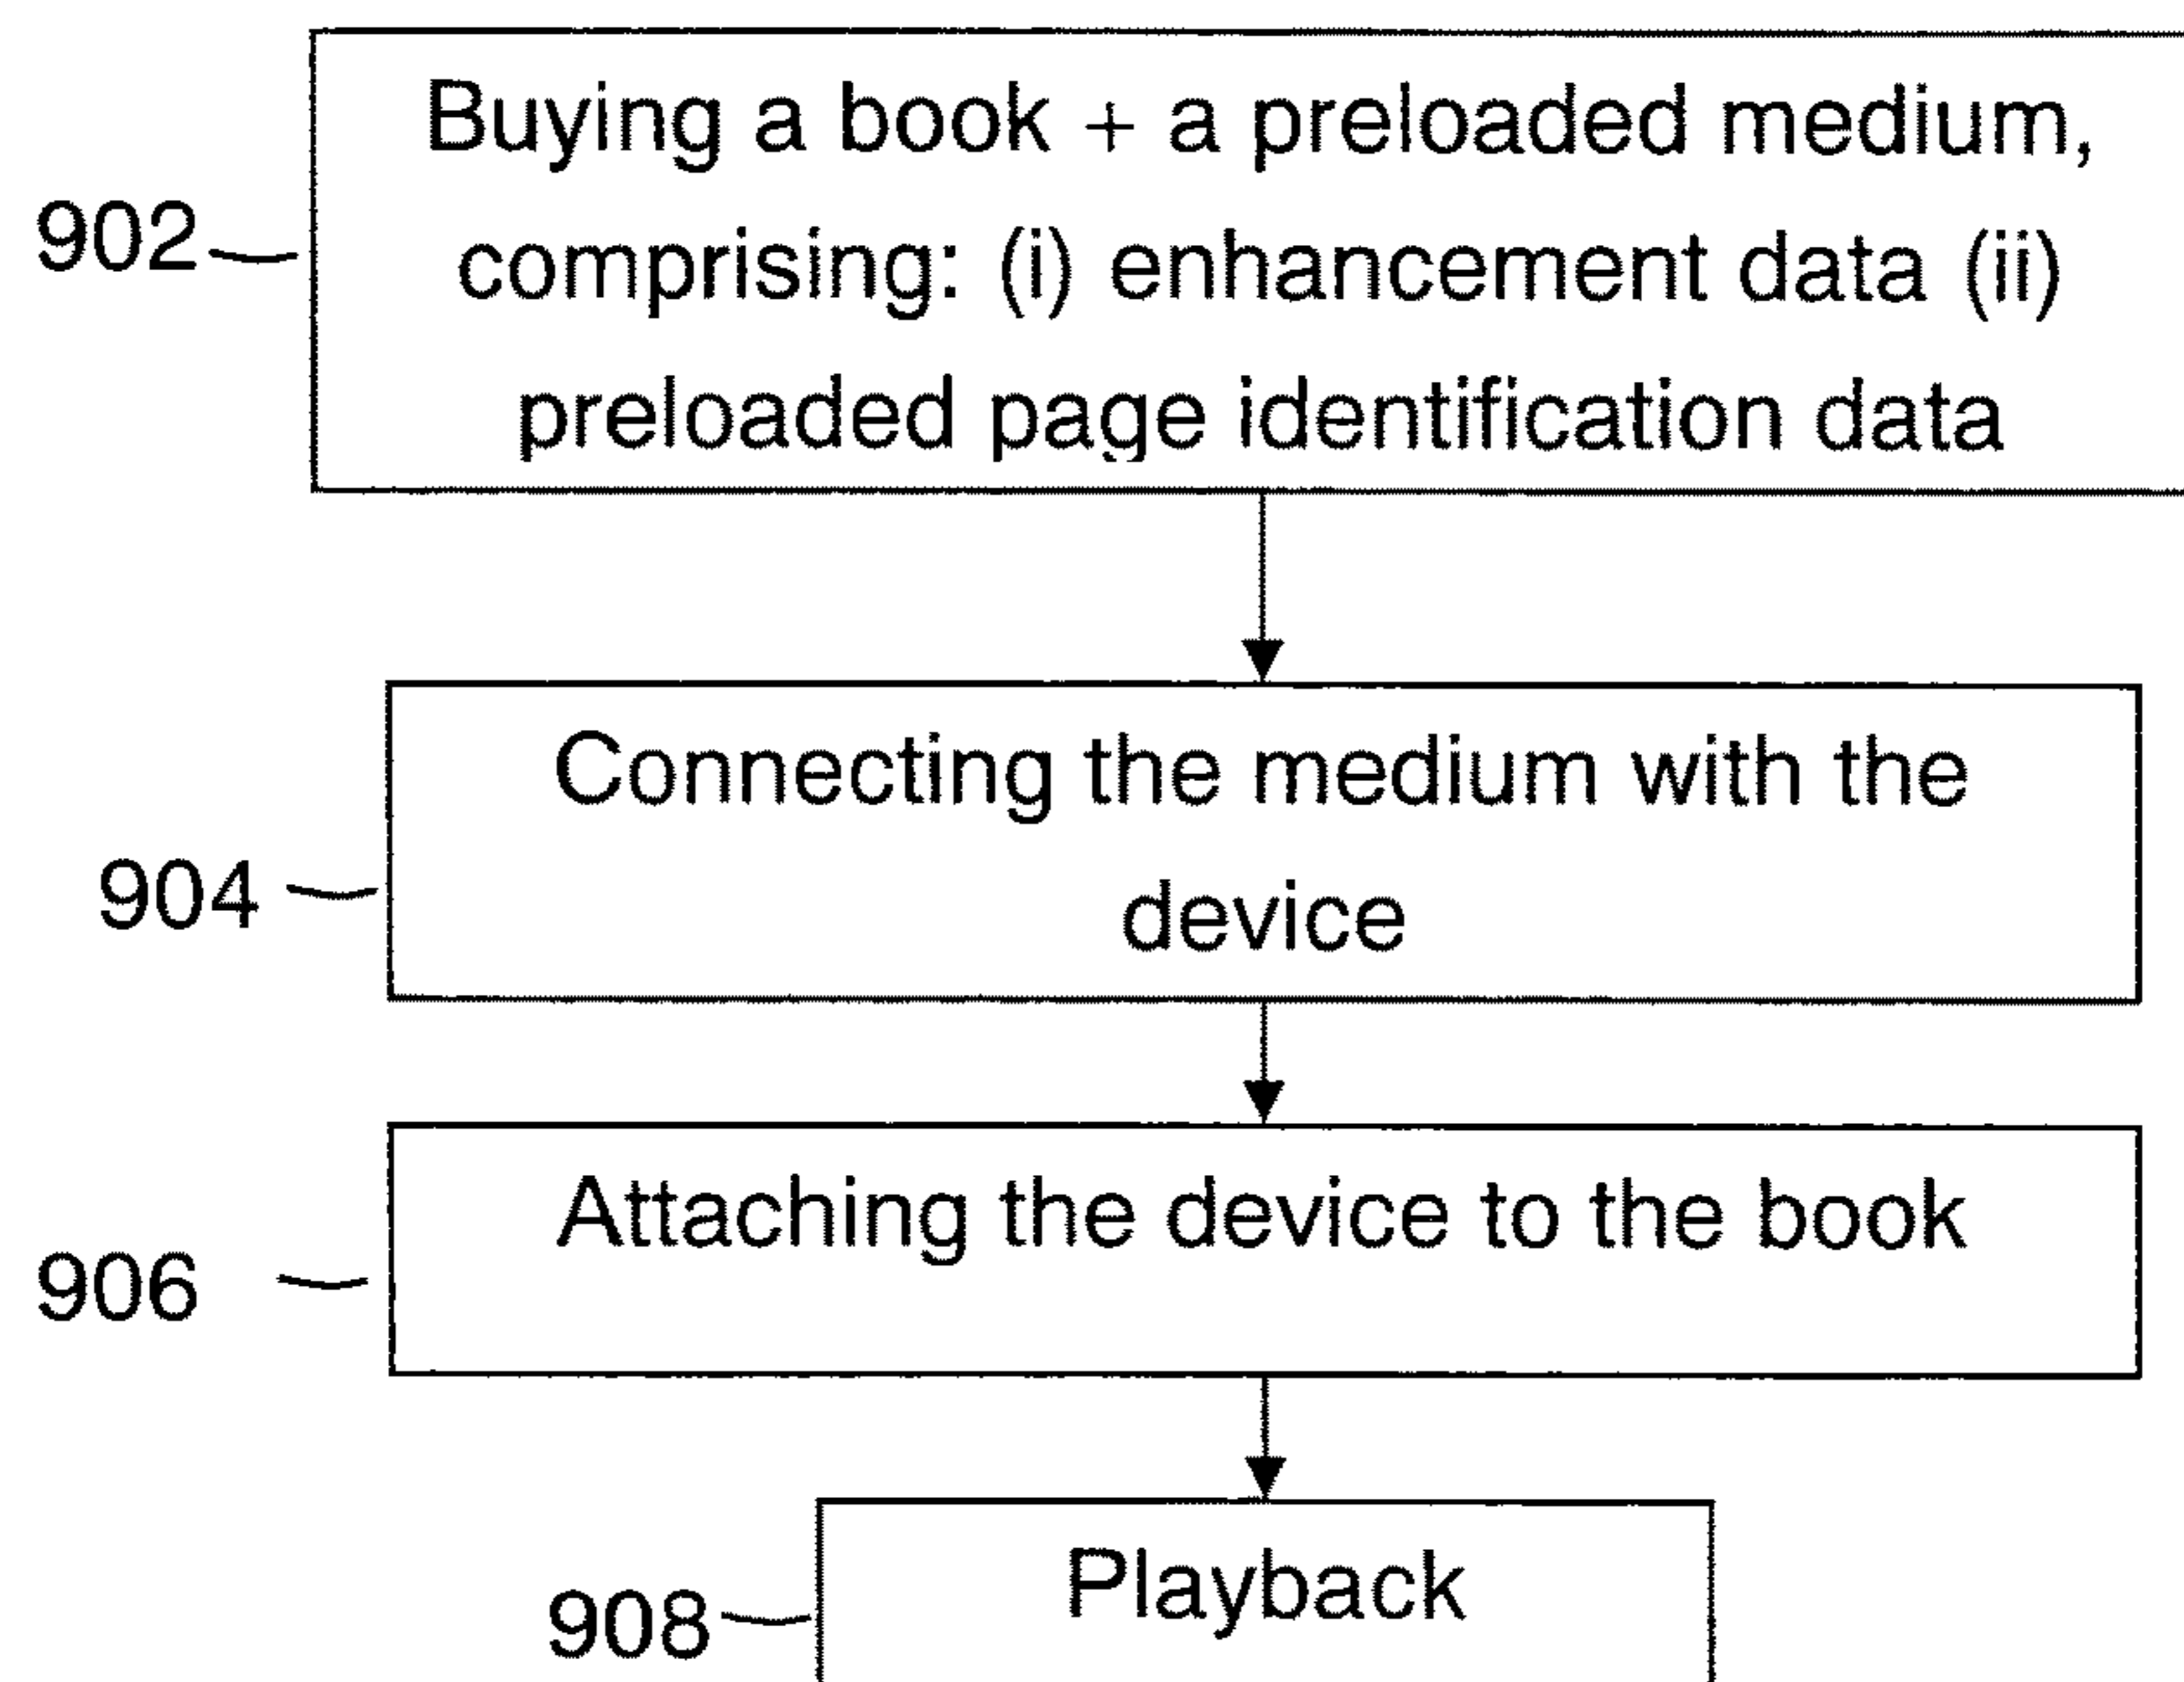 Buying a book + a preloaded medium,
902
comprising: (i) enhancement data (ii)
preloaded page identification data
Connecting the medium with the
904
device
Attaching the device to the book
906
Playback
908